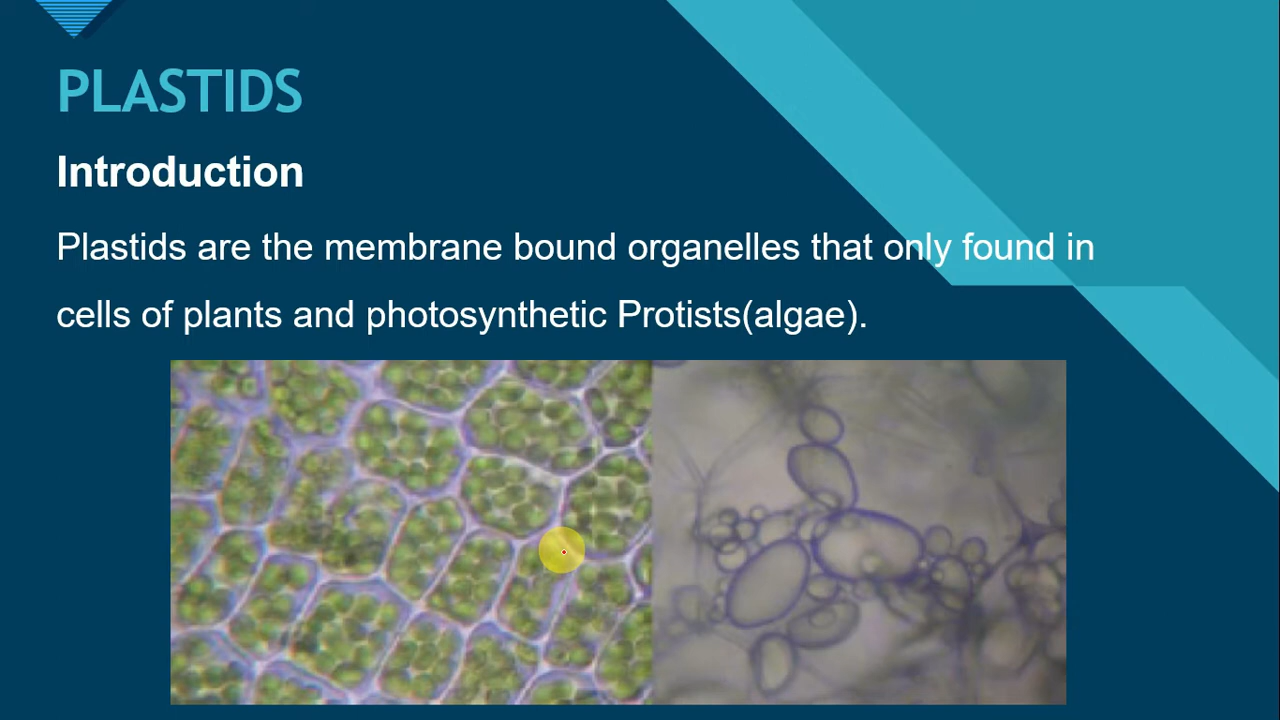 PLASTIDS
Introduction
Plastids are the membrane bound organelles that only found in
cells of plants and photosynthetic Protists(algae).